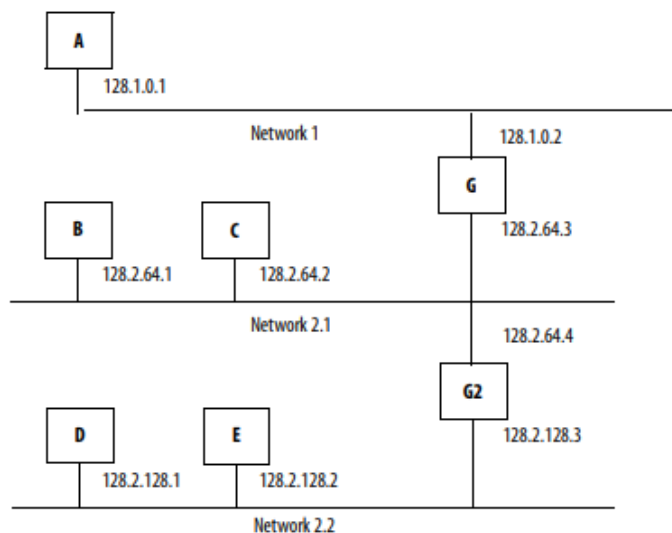 A
128.1.0.1
Network 1
128.1.0.2
G
B
C
128.2.64.3
128.2.64.1
128.2.64.2
Network 2.1
128.2.64.4
G2
D
E
128.2.128.3
128.2.128.1
128.2.128.2
Network 2.2